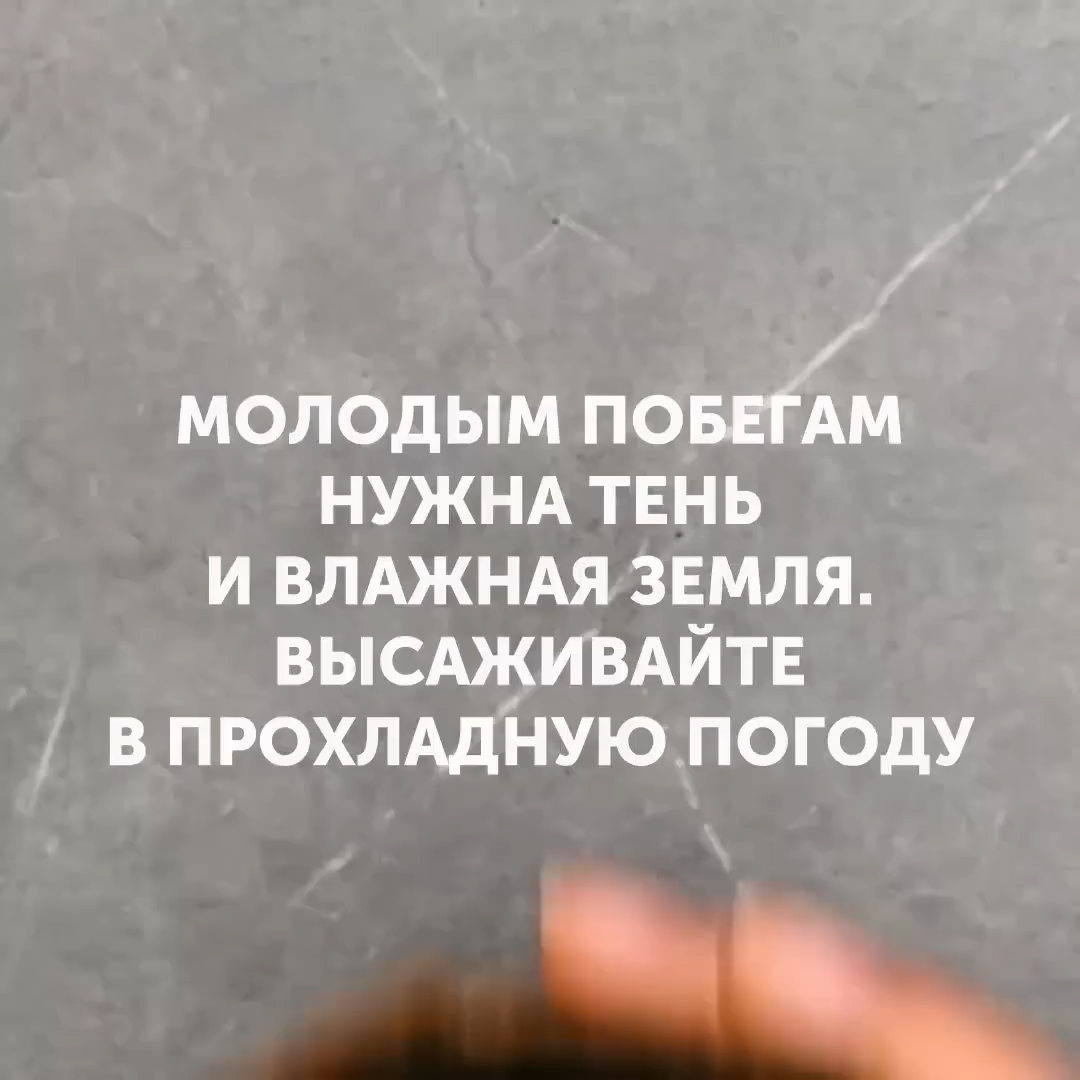 МОЛОДЫМ ПОБЕГАМ
НУЖНА ТЕНЬ
И ВЛАЖНАЯ ЗЕМЛЯ.
ВЫСАЖИВАЙТЕ
В ПРОХЛАДНУЮ ПОГОДУ